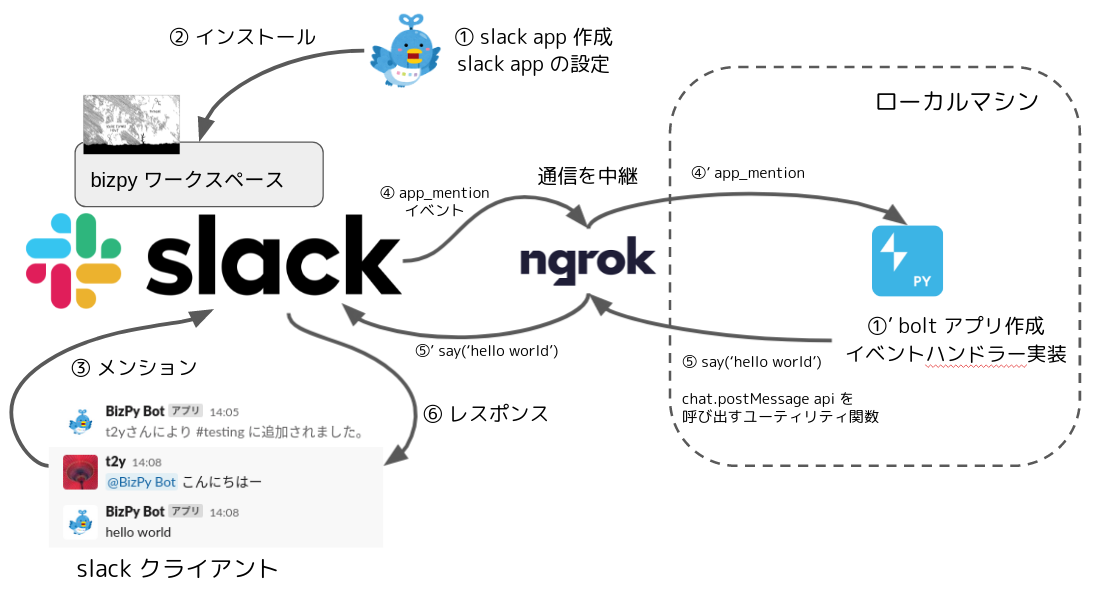 ② インストール
① slack app 作成
slack app の設定
ローカルマシン
bizpy ワークスペース
④ app_mention
イベント
通信を中継
④’ app_mention
slack
ngrok
PY
①’ bolt アプリ作成
イベントハンドラー実装
⑤’ say(‘hello world’)
⑤ say(‘hello world’)
chat.postMessage api を
呼び出すユーティリティ関数
③ メンション
⑥ レスポンス
BizPy Bot アプリ 14:05
t2yさんにより #testing に追加されました。
t2y 14:08
@BizPy Bot こんにちはー
BizPy Bot アプリ 14:08
hello world
slack クライアント